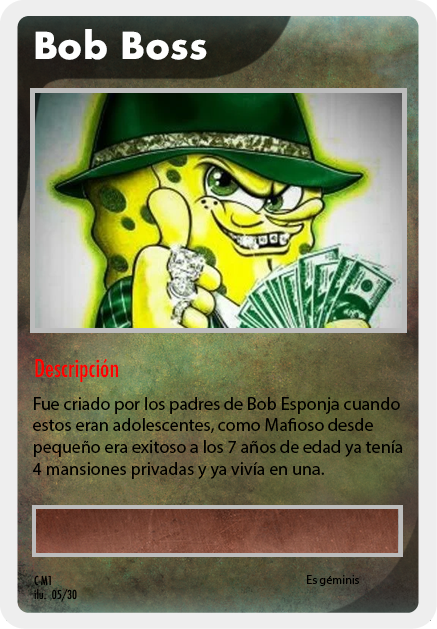 Bob Boss
Descripción
Fue criado por los padres de Bob Esponja cuando
estos eran adolescentes, como Mafioso desde
pequeño era exitoso a los 7 años de edad ya tenía
4 mansiones privadas y ya vivía en una.
C-M1
ilu. 05/30
Es géminis